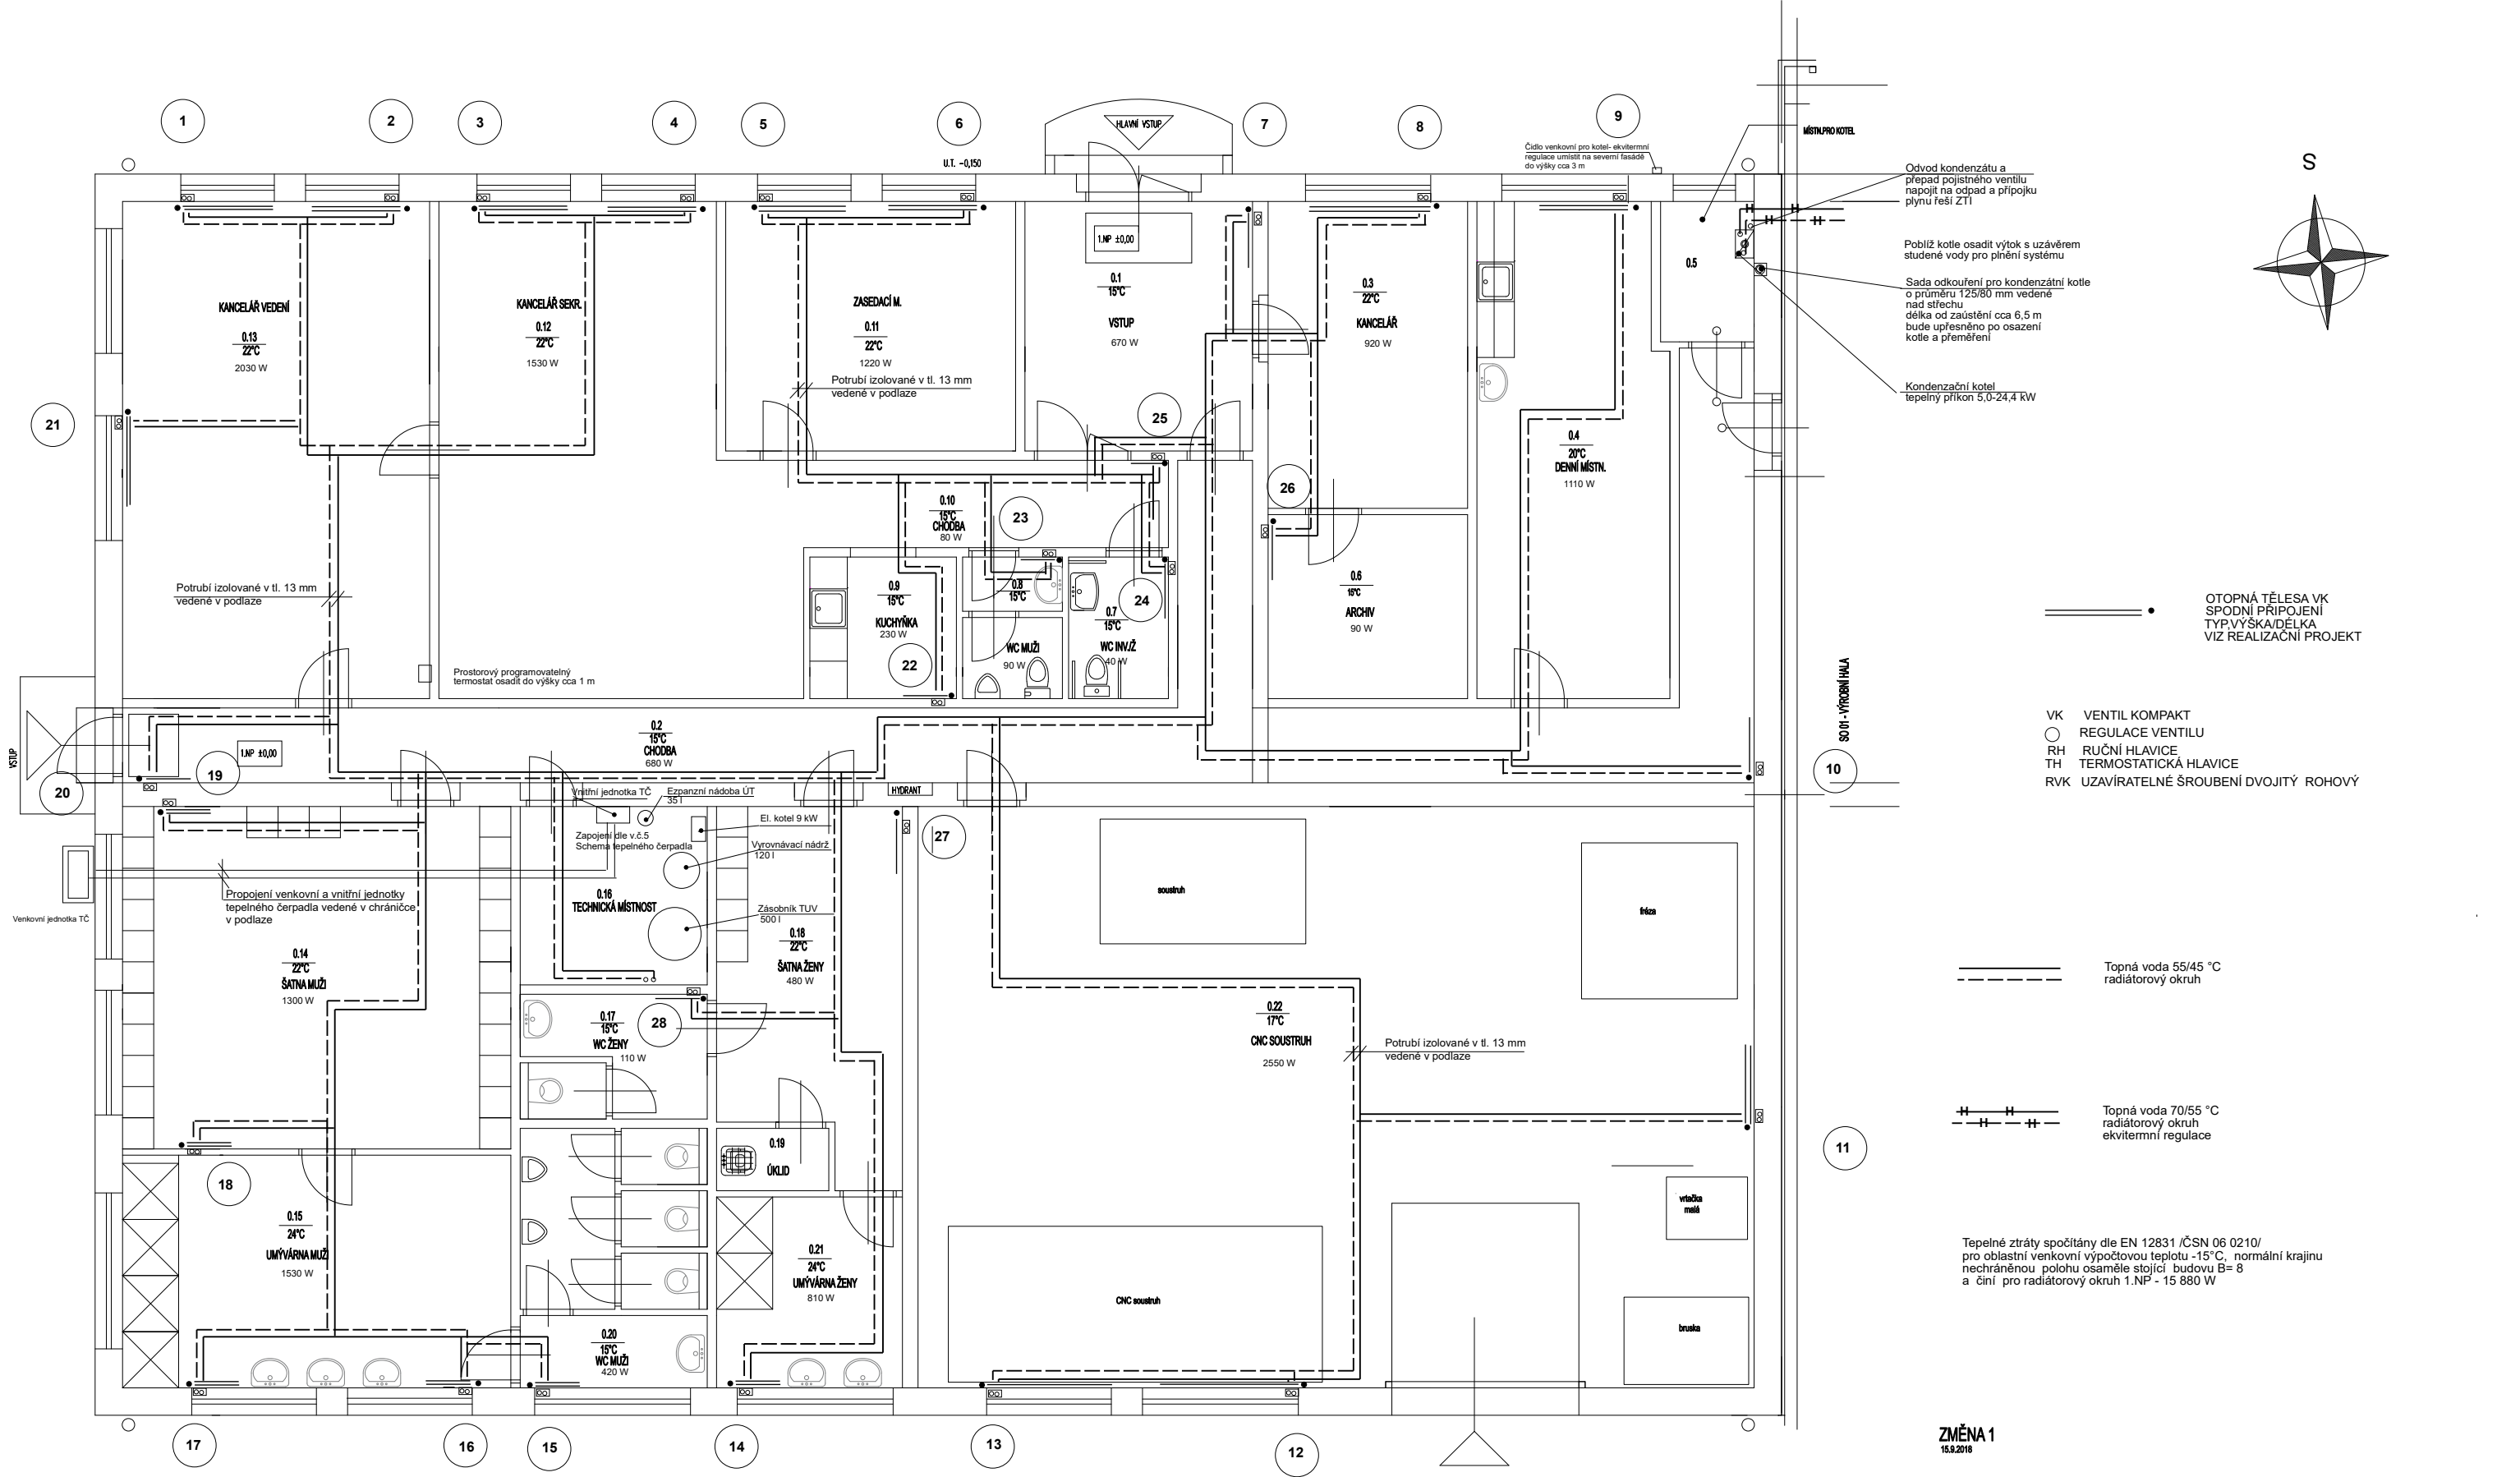 1
2
3
4
5
6
7
8
9
HLAVNÍ VSTUP
U.T. -0,150
Čidlo venkovní pro kotel- ekvitermní
regulace umístit na severní fasádě
do výšky cca 3 m
MÍSTN.PRO KOTEL
S
Odvod kondenzátu a
přepad pojistného ventilu
napojit na odpad a přípojku
plynu řeší ZTI
Poblíž kotle osadit výtok s uzávěrem
studené vody pro plnění systému
Sada odkouření pro kondenzátní kotle
o průměru 125/80 mm vedené
nad střechu
délka od zaústění cca 6,5 m
bude upřesněno po osazení
kotle a přeměření
Kondenzační kotel
tepelný příkon 5,0-24,4 kW
KANCELÁŘ VEDENÍ
0.13
22°C
2030 W
KANCELÁŘ SEKR.
0.12
22°C
1530 W
ZASEDACÍ M.
0.11
22°C
1220 W
Potrubí izolované v tl. 13 mm
vedené v podlaze
1.NP ±0,00
0.1
15°C
VSTUP
670 W
0.3
22°C
KANCELÁŘ
920 W
0.5
0.4
20°C
DENNÍ MÍSTN.
1110 W
21
25
26
23
24
22
0.10
15°C
CHODBA
80 W
0.9
15°C
KUCHYŇKA
230 W
0.8
15°C
WC MUŽI
90 W
0.7
15°C
WC INV./Ž
40 W
0.6
15°C
ARCHIV
90 W
Potrubí izolované v tl. 13 mm
vedené v podlaze
Prostorový programovatelný
termostat osadit do výšky cca 1 m
OTOPNÁ TĚLESA VK
SPODNÍ PŘIPOJENÍ
TYP,VÝŠKA/DÉLKA
VIZ REALIZAČNÍ PROJEKT
SO 01 - VÝROBNÍ HALA
VK VENTIL KOMPAKT
REGULACE VENTILU
RH RUČNÍ HLAVICE
TH TERMOSTATICKÁ HLAVICE
RVK UZAVÍRATELNÉ ŠROUBENÍ DVOJITÝ ROHOVÝ
VSTUP
1.NP ±0,00
19
20
0.2
15°C
CHODBA
680 W
10
HYDRANT
27
Vnitřní jednotka TČ
Ezpanzní nádoba ÚT
35 l
El. kotel 9 kW
Zapojení dle v.č.5
Schema tepelného čerpadla
Vyrovnávací nádrž
120 l
Zásobník TUV
500 l
Propojení venkovní a vnitřní jednotky
tepelného čerpadla vedené v chráničce
v podlaze
Venkovní jednotka TČ
0.16
TECHNICKÁ MÍSTNOST
0.14
22°C
ŠATNA MUŽI
1300 W
0.18
22°C
ŠATNA ŽENY
480 W
0.17
15°C
WC ŽENY
110 W
28
soustruh
fréza
0.22
17°C
CNC SOUSTRUH
2550 W
Potrubí izolované v tl. 13 mm
vedené v podlaze
Topná voda 55/45 °C
radiátorový okruh
H H
H H
Topná voda 70/55 °C
radiátorový okruh
ekvitermní regulace
11
18
0.15
24°C
UMÝVÁRNA MUŽI
1530 W
0.19
ÚKLID
0.21
24°C
UMÝVÁRNA ŽENY
810 W
0.20
15°C
WC MUŽI
420 W
CNC soustruh
vrtačka
malá
bruska
Tepelné ztráty spočítány dle EN 12831 /ČSN 06 0210/
pro oblastní venkovní výpočtovou teplotu -15°C, normální krajinu
nechráněnou polohu osaměle stojící budovu B= 8
a činí pro radiátorový okruh 1.NP - 15 880 W
17
16
15
14
13
12
ZMĚNA 1
15.9.2018